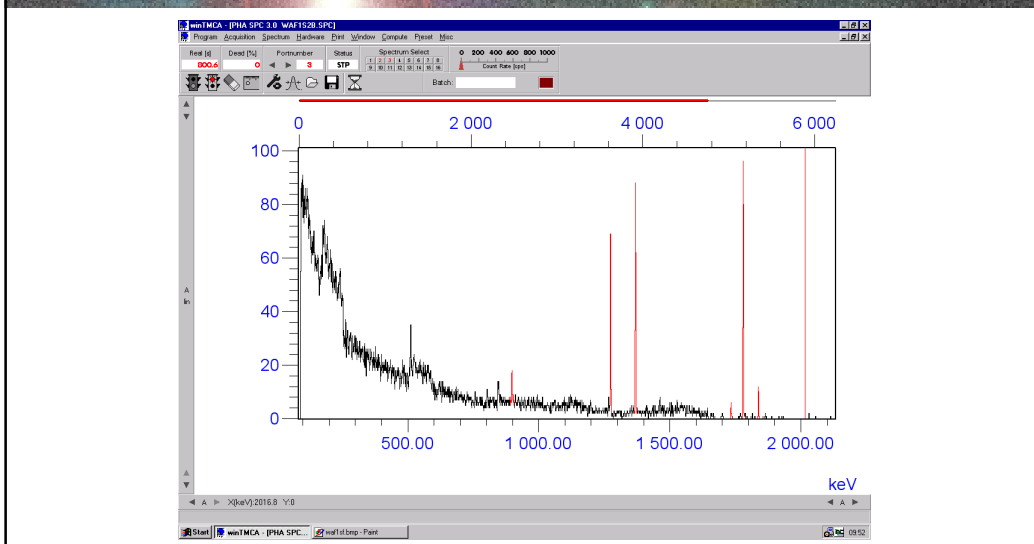 winTMCA - [PHA SPC 3.0 WAF1S2B.SPC]
Program Acquisition Spectrum Hardware Print Window Compute Preset Misc
Real [s] Dead [%] Portnumber Status Spectrum Select 0 200 400 600 800 1000
800.6 0 3 STP 1 2 3 4 5 6 7 8
9 10 11 12 13 14 15 16 Count Rate [cps]
Batch:
0 2 000 4 000 6 000
100
80
60
A
lin
40
20
0
500.00 1 000.00 1 500.00 2 000.00
keV
A X(keV):2016.8 Y:0 A
Start winTMCA - [PHA SPC... waf1st.bmp - Paint 09:52